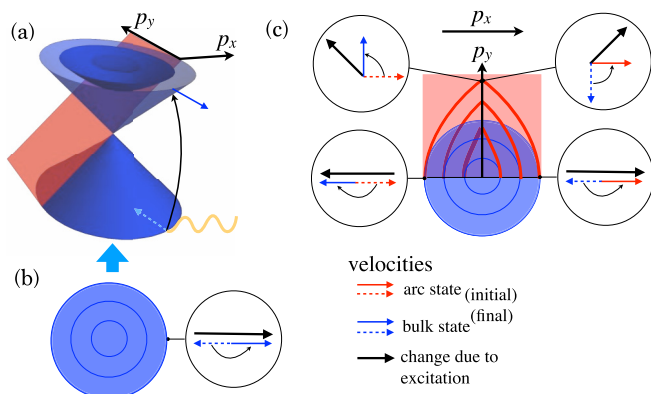 (a)
p_y
p_x
(b)
(c)
p_x
p_y
velocities
arc state (initial)
bulk state (final)
change due to
excitation